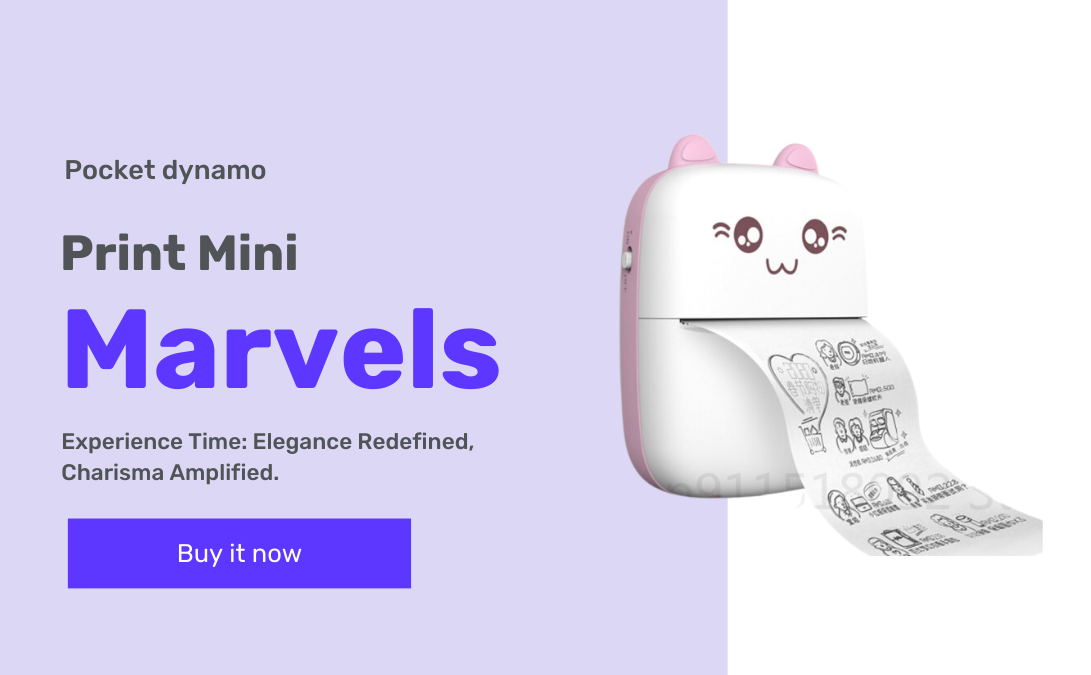 Pocket dynamo
Print Mini
Marvels
Experience Time: Elegance Redefined,
Charisma Amplified.
Buy it now